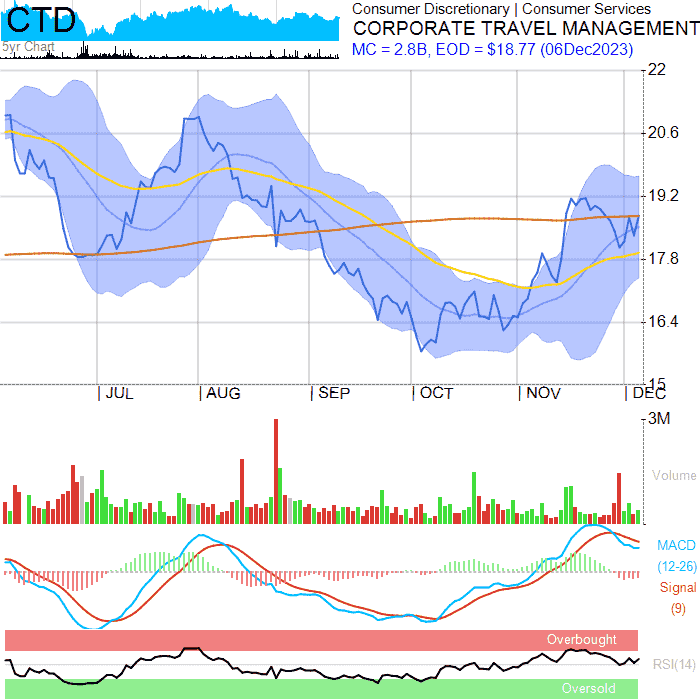 CTD
5yr Chart
Consumer Discretionary | Consumer Services
CORPORATE TRAVEL MANAGEMENT
MC = 2.8B, EOD = $18.77 (06Dec2023)
22
20.6
19.2
17.8
16.4
15
| JUL | AUG | SEP | OCT | NOV | DEC
3M
Volume
MACD
(12-26)
Signal
(9)
Overbought
RSI(14)
Oversold